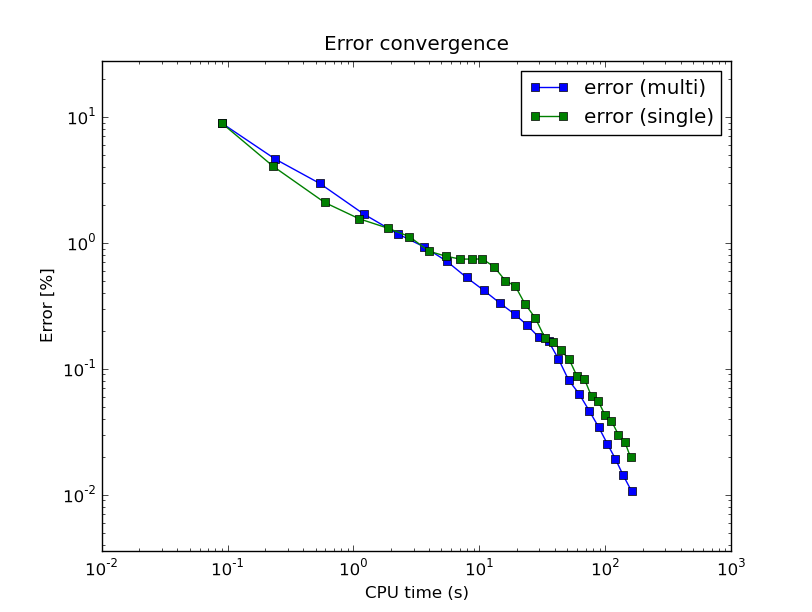 Error convergence
error (multi)
error (single)
10^1
10^0
10^-1
10^-2
Error [%]
10^-2 10^-1 10^0 10^1 10^2 10^3
CPU time (s)